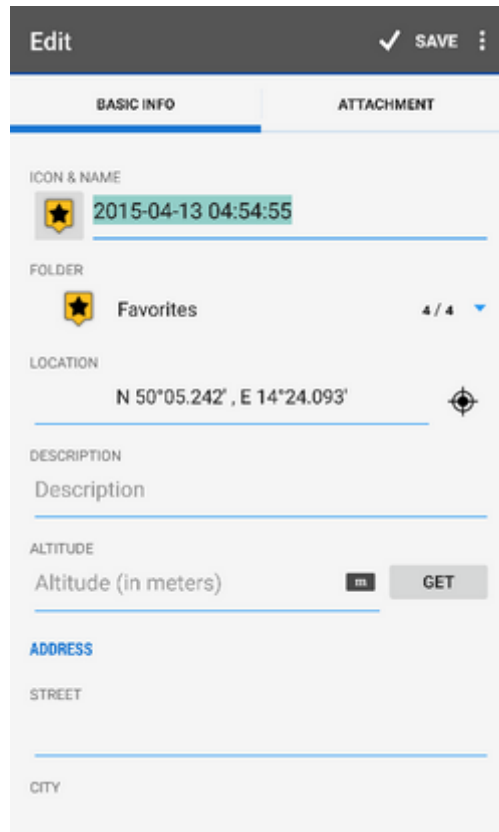 Edit SAVE
BASIC INFO ATTACHMENT
ICON & NAME
2015-04-13 04:54:55
FOLDER
Favorites 4 / 4
LOCATION
N 50°05.242' , E 14°24.093'
DESCRIPTION
Description
ALTITUDE
Altitude (in meters) m GET
ADDRESS
STREET
CITY